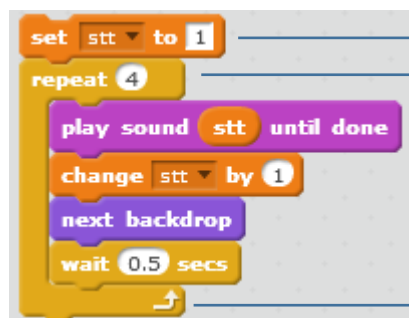 set stt to 1
repeat 4
play sound stt until done
change stt by 1
next backdrop
wait 0.5 secs